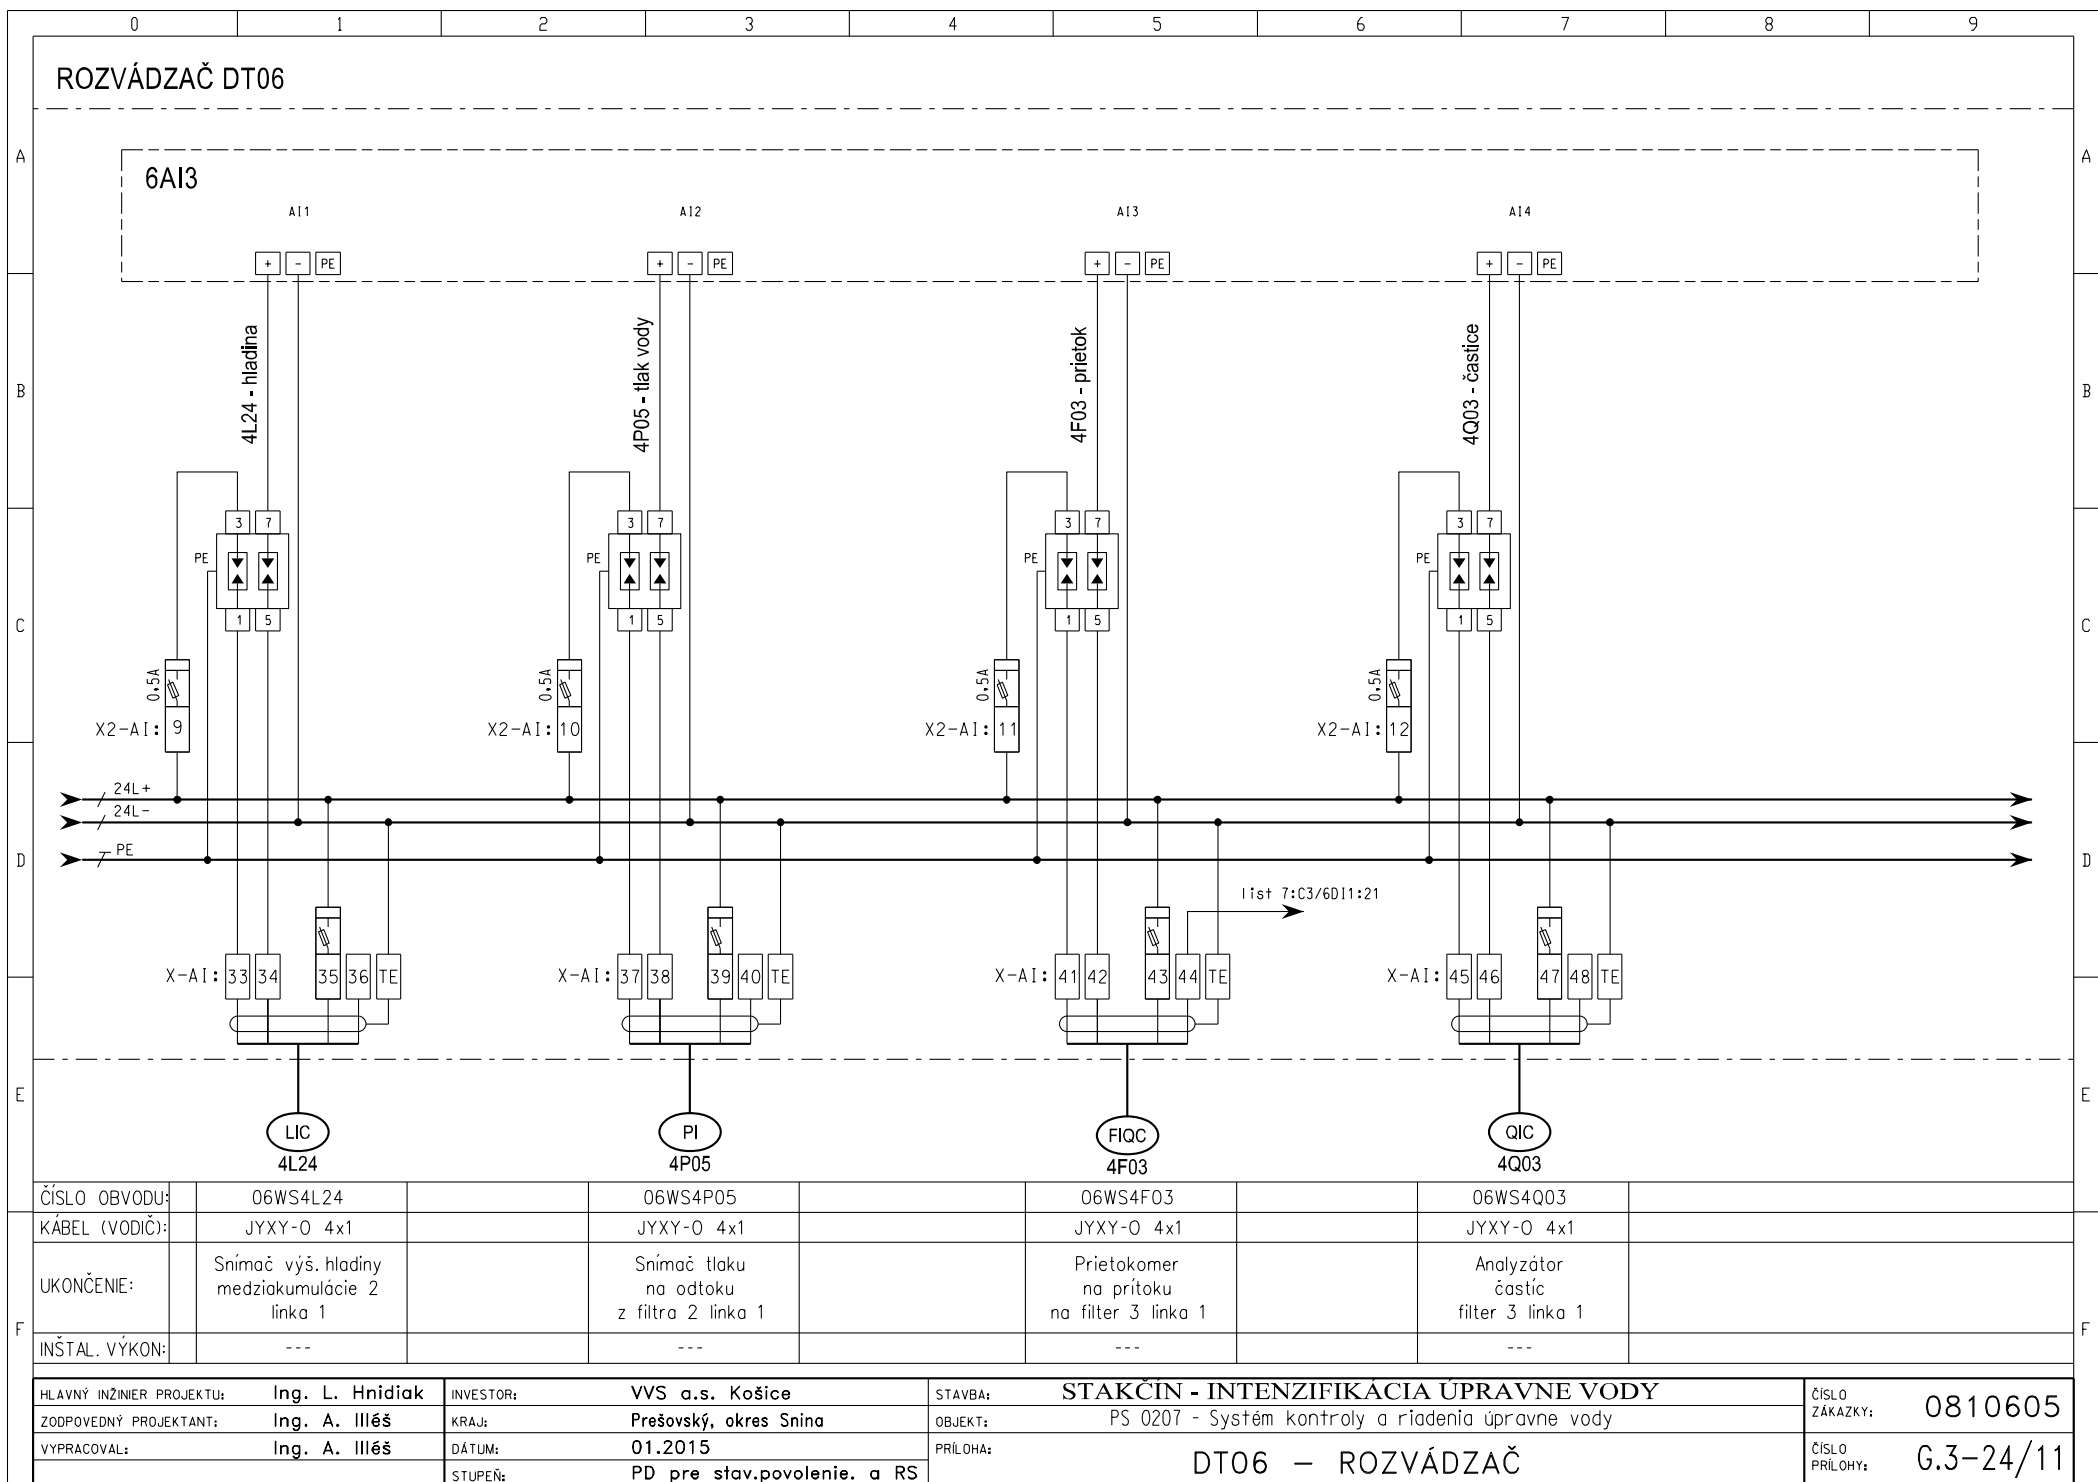 0 1 2 3 4 5 6 7 8 9
ROZVÁDZAČ DT06
A A
6AI3
AI1 AI2 AI3 AI4
+ - PE + - PE + - PE + - PE
4L24 - hladina
4P05 - tlak vody
4F03 - prietok
4Q03 - častice
B B
3 7 3 7 3 7 3 7
PE PE PE PE
1 5 1 5 1 5 1 5
C C
0,5A 0,5A 0,5A 0,5A
X2-AI: 9 X2-AI: 10 X2-AI: 11 X2-AI: 12
24L+
24L-
PE
D D
list 7:C3/6DI1:21
X-AI: 33 34 35 36 TE X-AI: 37 38 39 40 TE X-AI: 41 42 43 44 TE X-AI: 45 46 47 48 TE
E E
LIC PI FIQC QIC
4L24 4P05 4F03 4Q03
ČÍSLO OBVODU: 06WS4L24 06WS4P05 06WS4F03 06WS4Q03
KÁBEL (VODIČ): JYXY-O 4x1 JYXY-O 4x1 JYXY-O 4x1 JYXY-O 4x1
UKONČENIE:
Snímač výš. hladiny
medziakumulácie 2
linka 1
Snímač tlaku
na odtoku
z filtra 2 linka 1
Prietokomer
na prítoku
na filter 3 linka 1
Analyzátor
častíc
filter 3 linka 1
F F
INŠTAL. VÝKON: --- --- --- ---
HLAVNÝ INŽINIER PROJEKTU: Ing. L. Hnidiak
ZODPOVEDNÝ PROJEKTANT: Ing. A. Illéš
VYPRACOVAL: Ing. A. Illéš
INVESTOR: VVS a.s. Košice
KRAJ: Prešovský, okres Snina
DÁTUM: 01.2015
STUPEŇ: PD pre stav.povolenie. a RS
STAVBA: STAKČÍN - INTENZIFIKÁCIA ÚPRAVNE VODY
OBJEKT: PS 0207 - Systém kontroly a riadenia úpravne vody
PRÍLOHA: DT06 – ROZVÁDZAČ
ČÍSLO
ZÁKAZKY: 0810605
ČÍSLO
PRÍLOHY: G.3-24/11